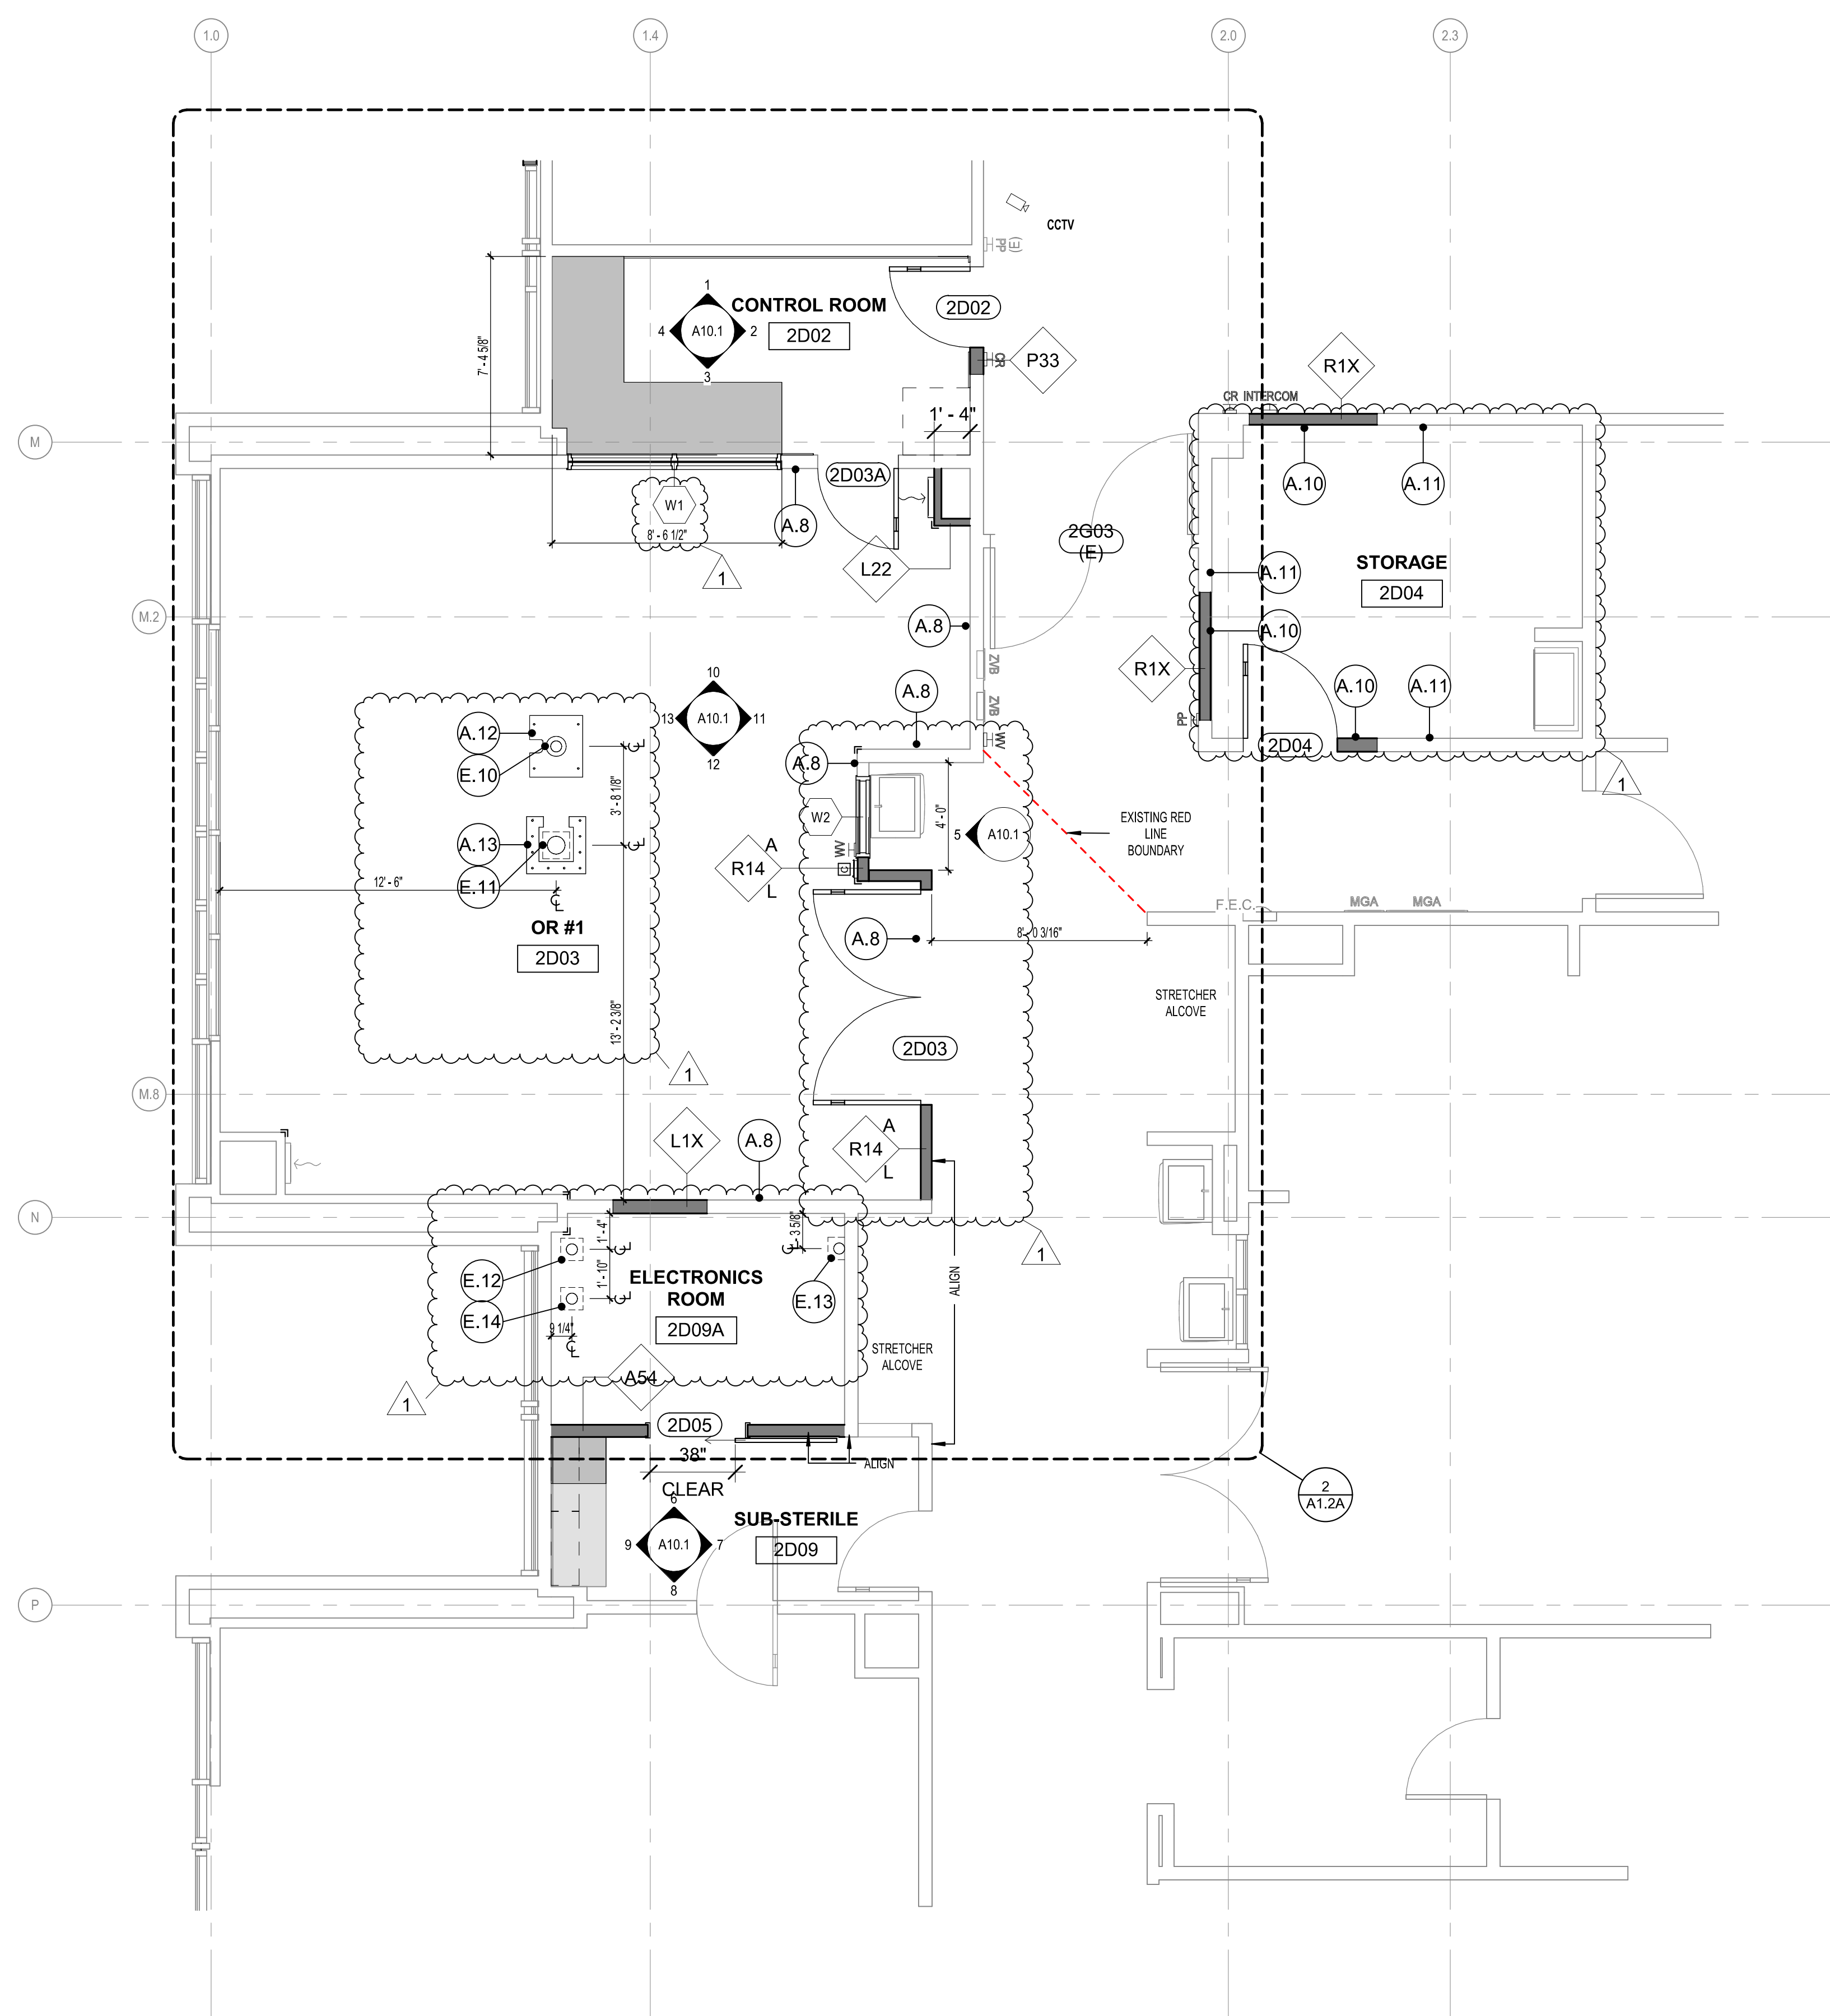 1.0
1.4
2.0
2.3
CCTV
PP
(E)
1
CONTROL ROOM
2D02
4
A10.1
2
2D02
3
7' - 4 5/8"
CR
P33
R1X
CR INTERCOM
1' - 4"
M
2D03A
A.10
A.11
W1
A.8
8' - 6 1/2"
2G03
(E)
L22
1
STORAGE
2D04
A.11
M.2
A.8
A.10
ZVB
R1X
10
A.8
A.10
A.11
ZVB
13
A10.1
11
PP
A.12
WV
2D04
12
A.8
E.10
1
3' - 8 1/8"
W2
4' - 0"
5
A10.1
EXISTING RED
LINE
BOUNDARY
A.13
A
WV
R14
C
L
12' - 6"
E.11
CL
F.E.C.
MGA
MGA
OR #1
2D03
A.8
8' - 0 3/16"
STRETCHER
ALCOVE
13' - 2 3/8"
2D03
1
M.8
L1X
A.8
A
R14
L
N
1' - 4"
- 3 5/8"
1
E.12
1' - 10"
ELECTRONICS
ROOM
2D09A
E.13
ALIGN
E.14
9 1/4"
CL
STRETCHER
ALCOVE
A54
1
2D05
38"
CLEAR
ALIGN
2
A1.2A
6
SUB-STERILE
2D09
9
A10.1
7
8
P